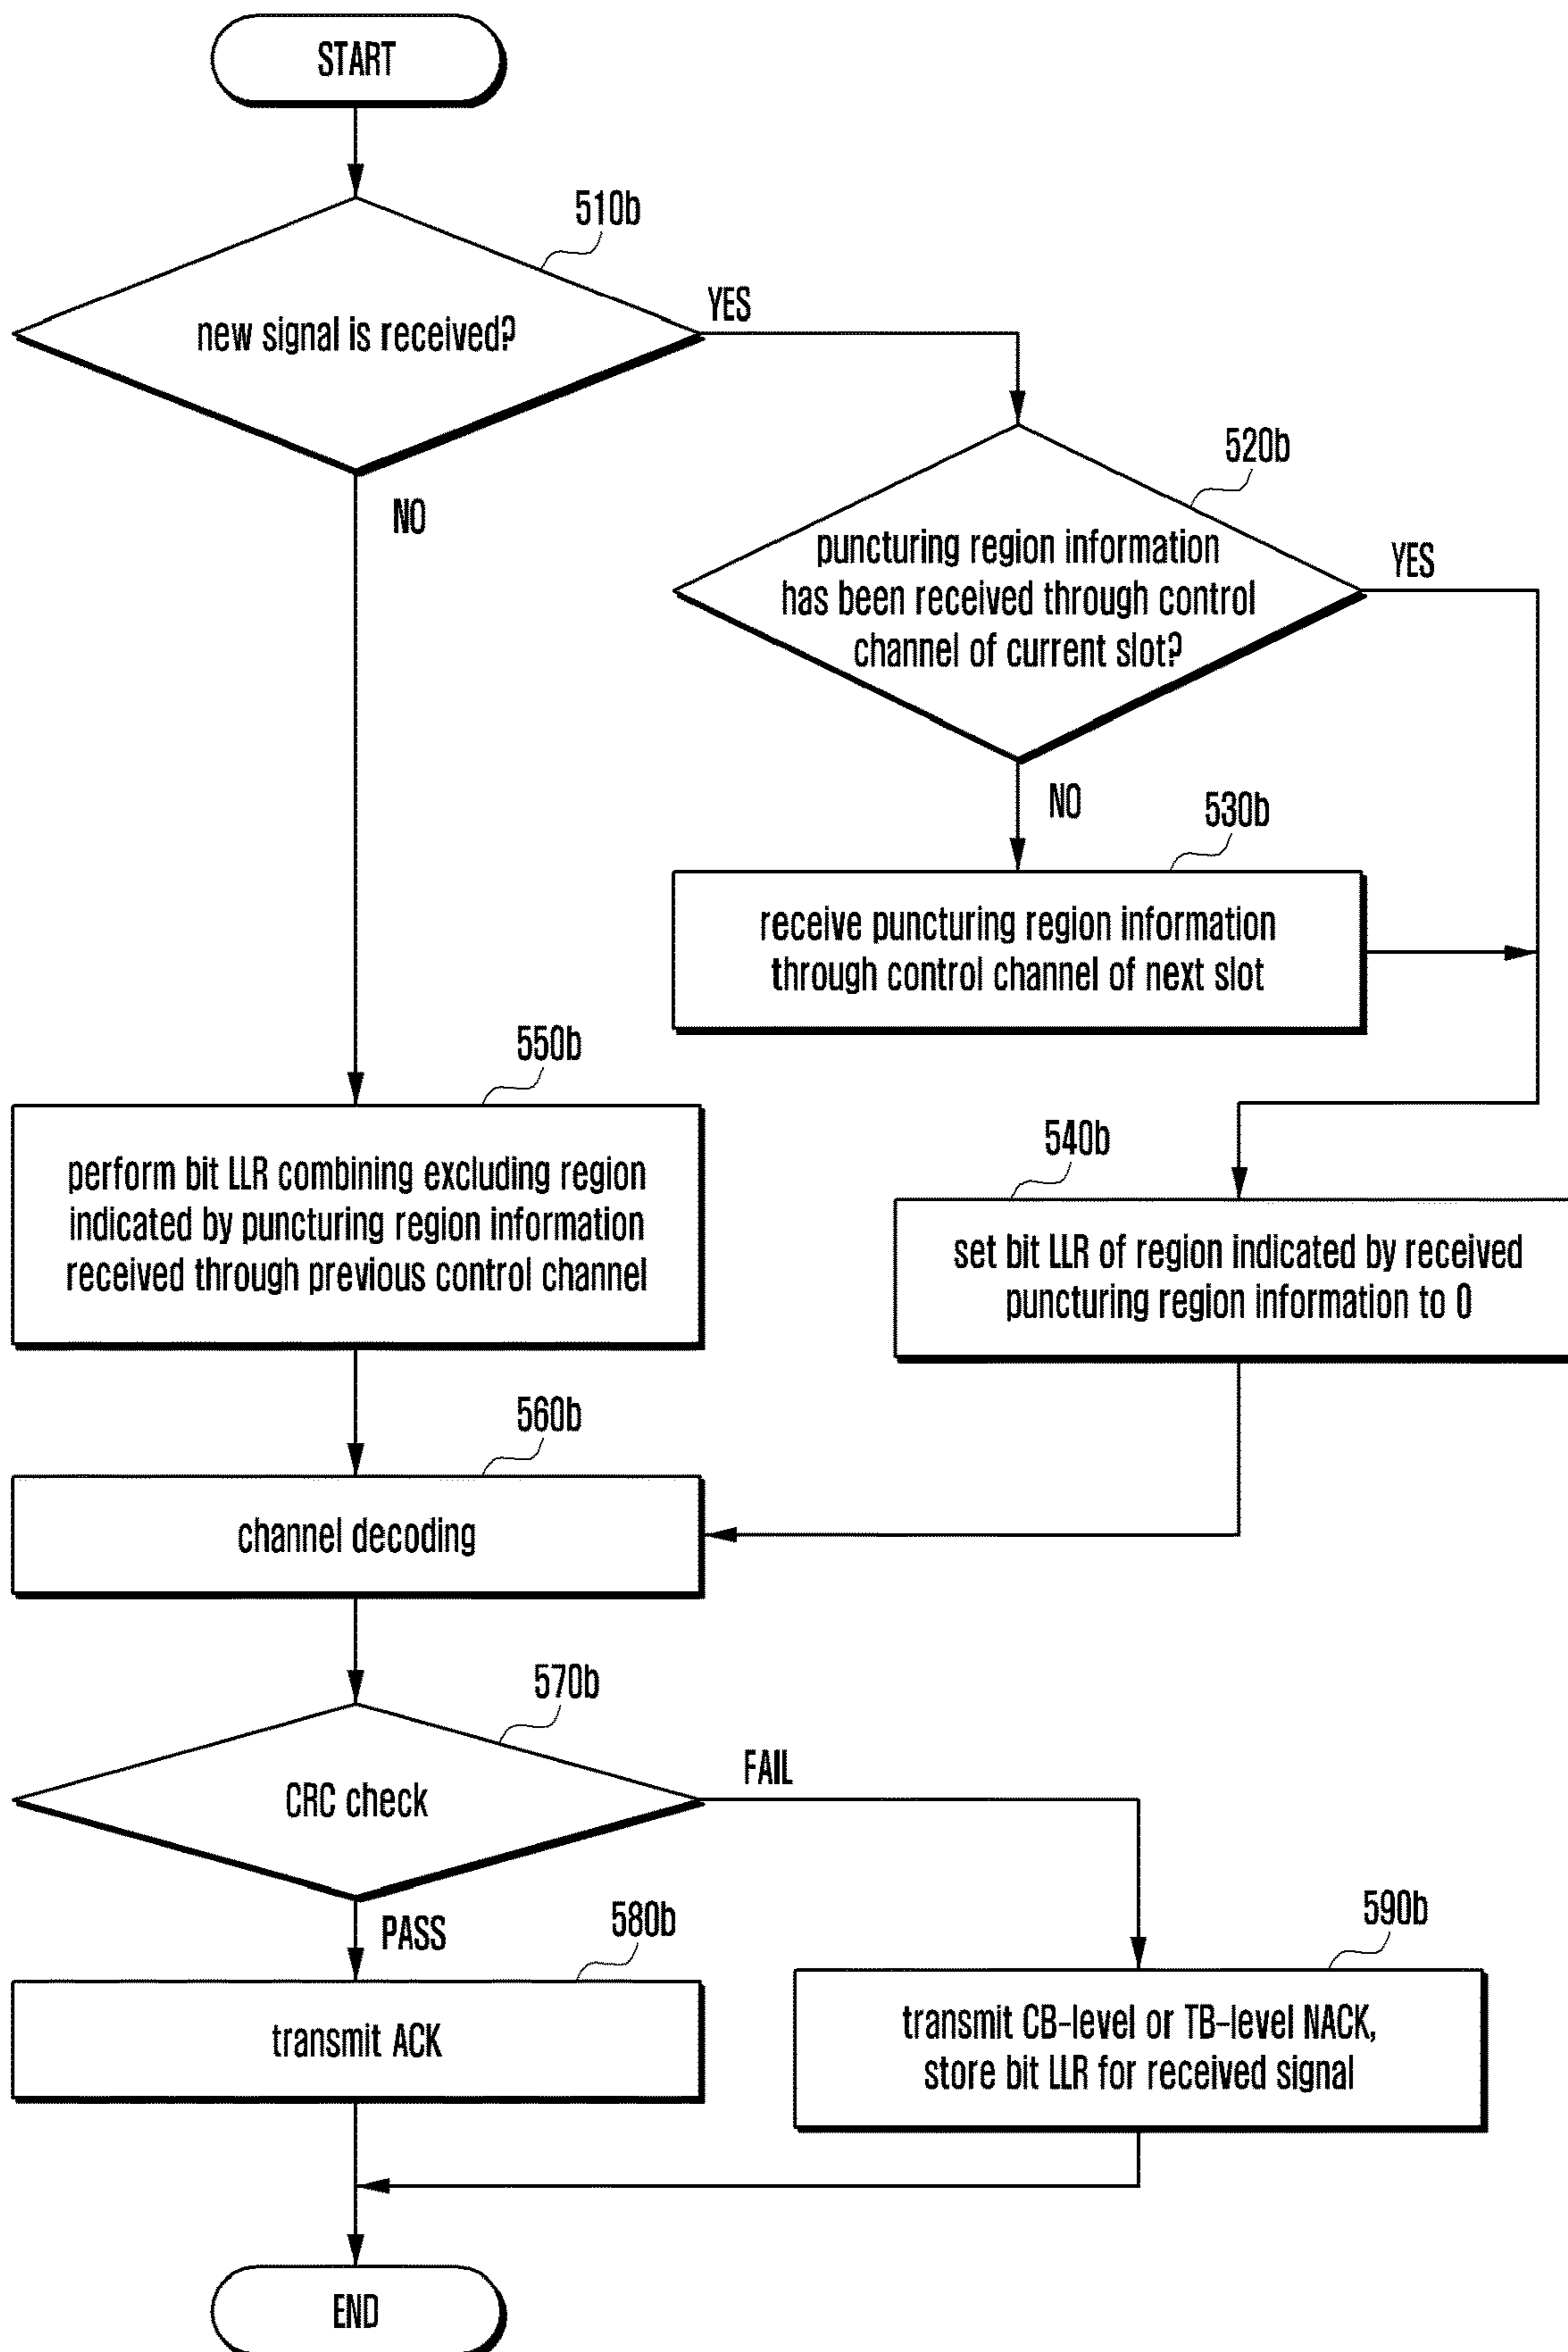 START
510b
new signal is received?
YES
NO
520b
puncturing region information
has been received through control
channel of current slot?
YES
NO
530b
receive puncturing region information
through control channel of next slot
550b
perform bit LLR combining excluding region
indicated by puncturing region information
received through previous control channel
540b
set bit LLR of region indicated by received
puncturing region information to 0
560b
channel decoding
570b
CRC check
FAIL
PASS
580b
transmit ACK
590b
transmit CB-level or TB-level NACK,
store bit LLR for received signal
END